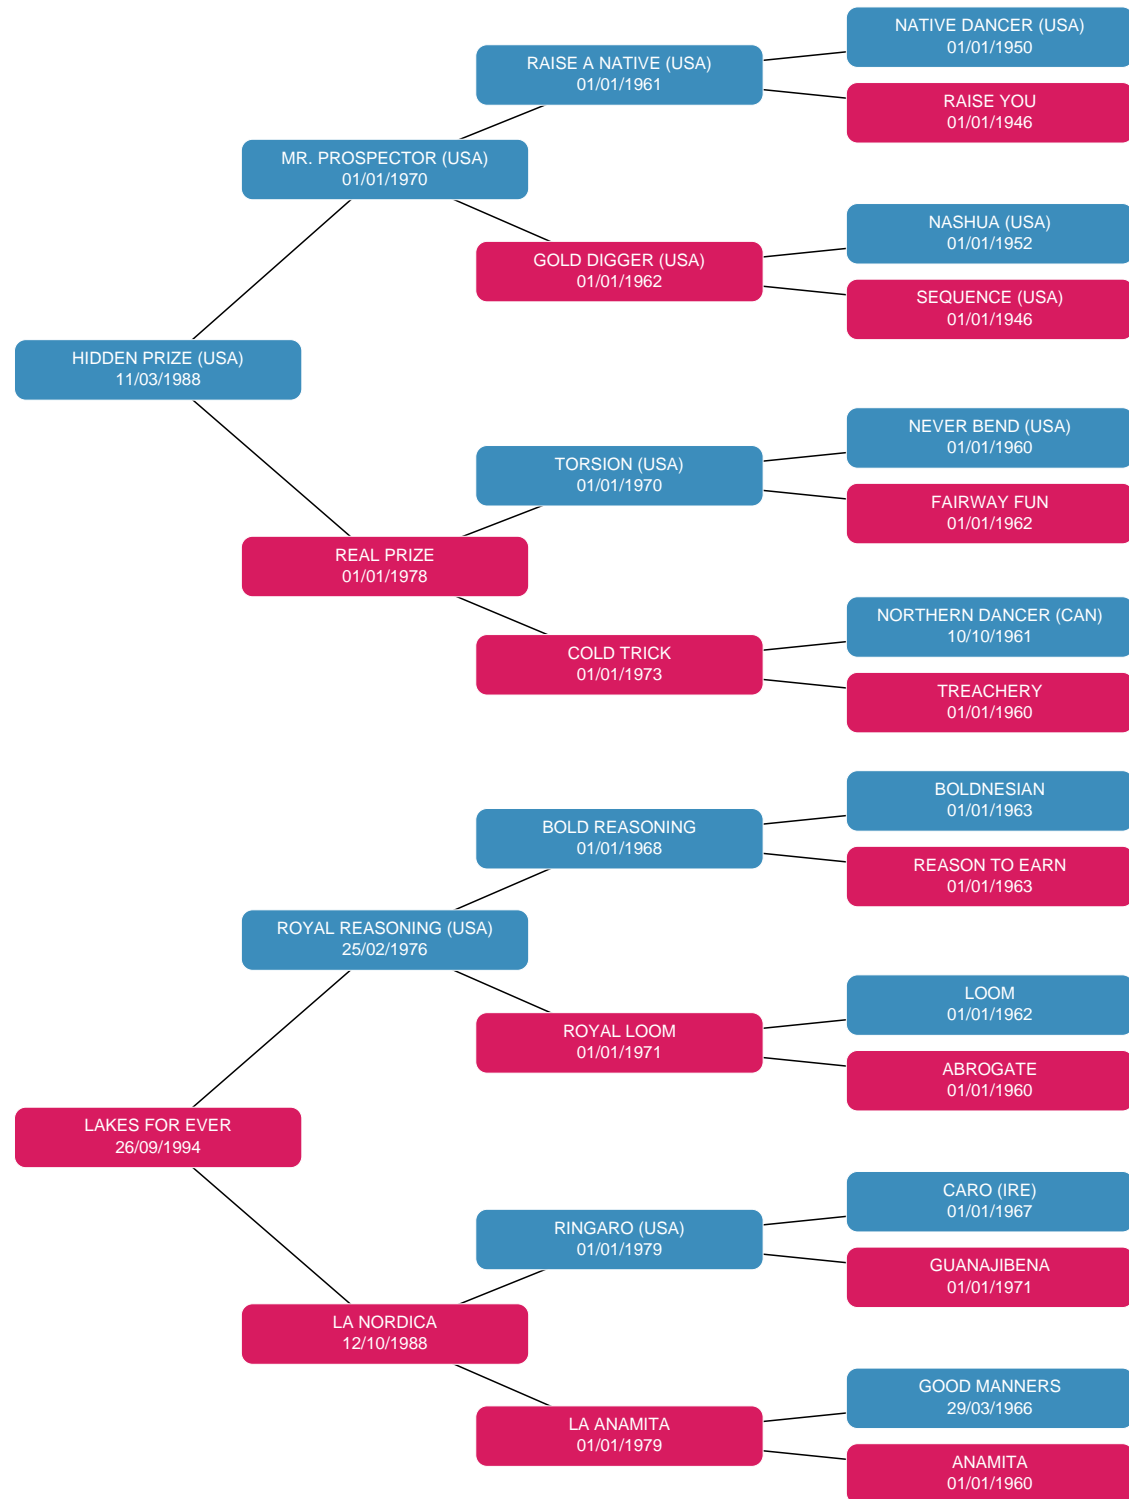 NATIVE DANCER (USA)
01/01/1950
RAISE A NATIVE (USA)
01/01/1961
RAISE YOU
01/01/1946
MR. PROSPECTOR (USA)
01/01/1970
NASHUA (USA)
01/01/1952
GOLD DIGGER (USA)
01/01/1962
SEQUENCE (USA)
01/01/1946
HIDDEN PRIZE (USA)
11/03/1988
NEVER BEND (USA)
01/01/1960
TORSION (USA)
01/01/1970
FAIRWAY FUN
01/01/1962
REAL PRIZE
01/01/1978
NORTHERN DANCER (CAN)
10/10/1961
COLD TRICK
01/01/1973
TREACHERY
01/01/1960
BOLDNESIAN
01/01/1963
BOLD REASONING
01/01/1968
REASON TO EARN
01/01/1963
ROYAL REASONING (USA)
25/02/1976
LOOM
01/01/1962
ROYAL LOOM
01/01/1971
ABROGATE
01/01/1960
LAKES FOR EVER
26/09/1994
CARO (IRE)
01/01/1967
RINGARO (USA)
01/01/1979
GUANAJIBENA
01/01/1971
LA NORDICA
12/10/1988
GOOD MANNERS
29/03/1966
LA ANAMITA
01/01/1979
ANAMITA
01/01/1960